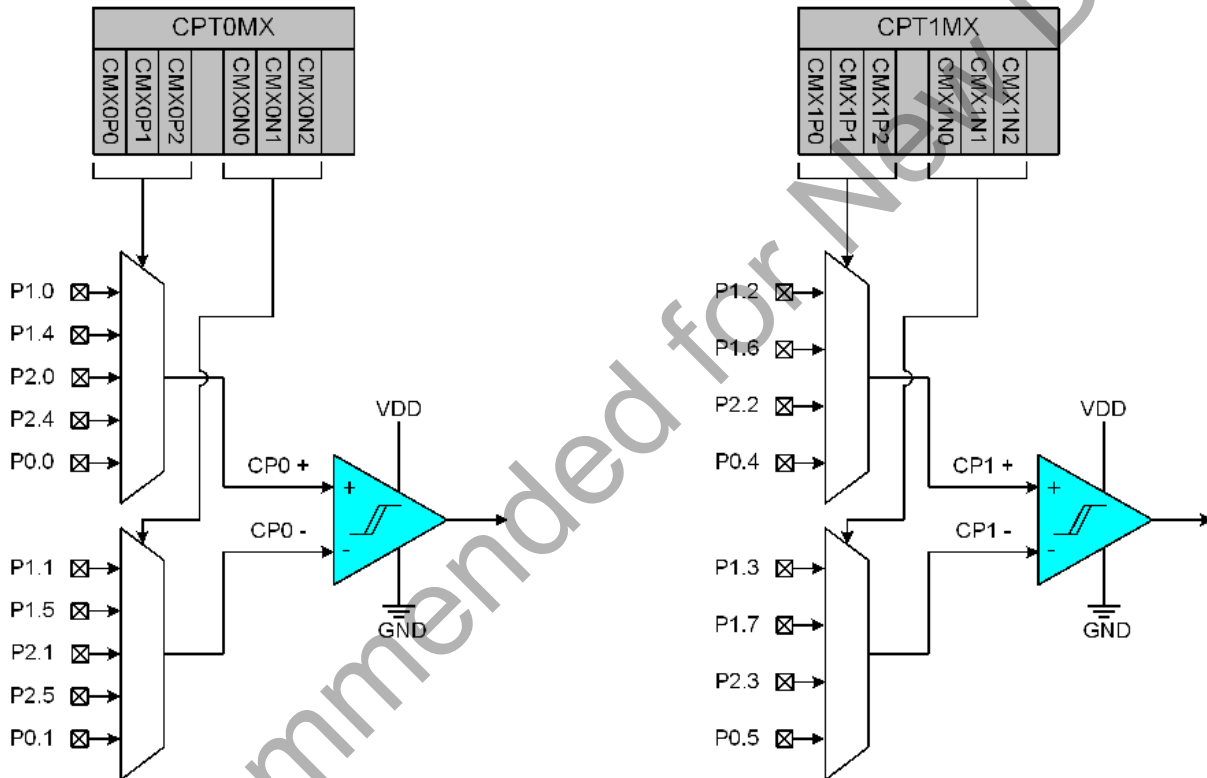 CPT0MX
CMX0P0
CMX0P1
CMX0P2
CMX0N0
CMX0N1
CMX0N2
P1.0
P1.4
P2.0
P2.4
P0.0
P1.1
P1.5
P2.1
P2.5
P0.1
CP0 +
CP0 -
VDD
+
-
GND
CPT1MX
CMX1P0
CMX1P1
CMX1P2
CMX1N0
CMX1N1
CMX1N2
P1.2
P1.6
P2.2
P0.4
P1.3
P1.7
P2.3
P0.5
CP1 +
CP1 -
VDD
+
-
GND
mmended for New D